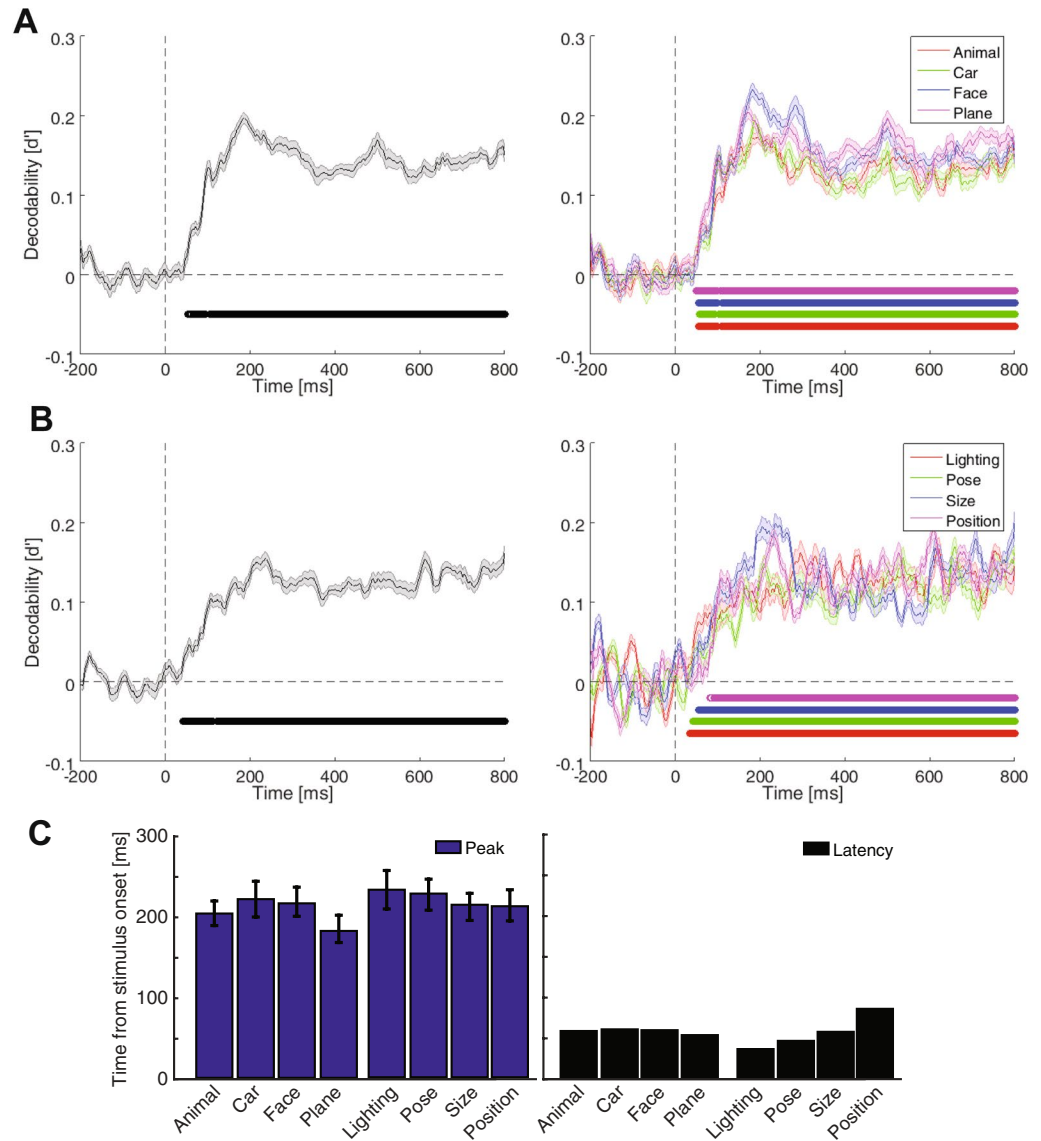 A
0.3
0.2
0.1
0
-0.1
Decodability [d']
-200 0 200 400 600 800
Time [ms]
0.3
0.2
0.1
0
-0.1
-200 0 200 400 600 800
Time [ms]
Animal
Car
Face
Plane
B
0.3
0.2
0.1
0
-0.1
Decodability [d']
-200 0 200 400 600 800
Time [ms]
0.3
0.2
0.1
0
-0.1
-200 0 200 400 600 800
Time [ms]
Lighting
Pose
Size
Position
C
Time from stimulus onset [ms]
300
200
100
0
Peak
Animal Car Face Plane Lighting Pose Size Position
Latency
Animal Car Face Plane Lighting Pose Size Position